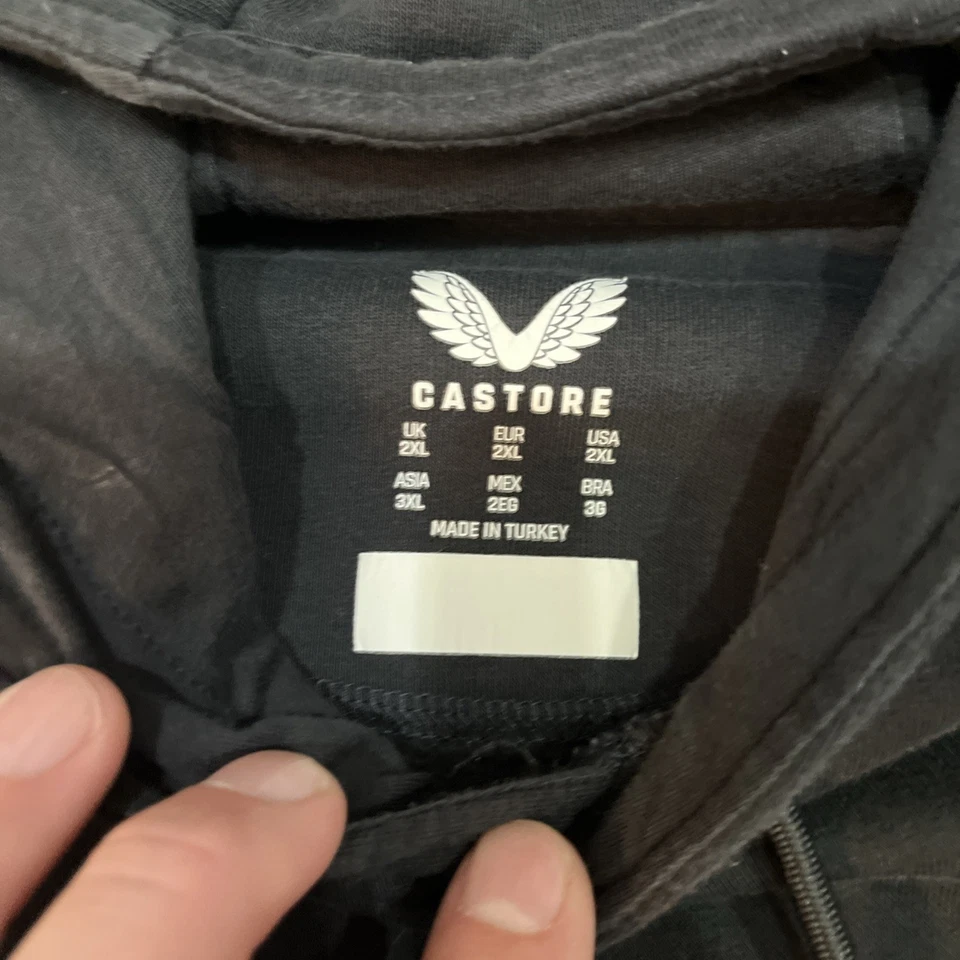 CASTORE
UK EUR USA
2XL 2XL 2XL
ASIA MEX BRA
3XL 2EG 3G
MADE IN TURKEY